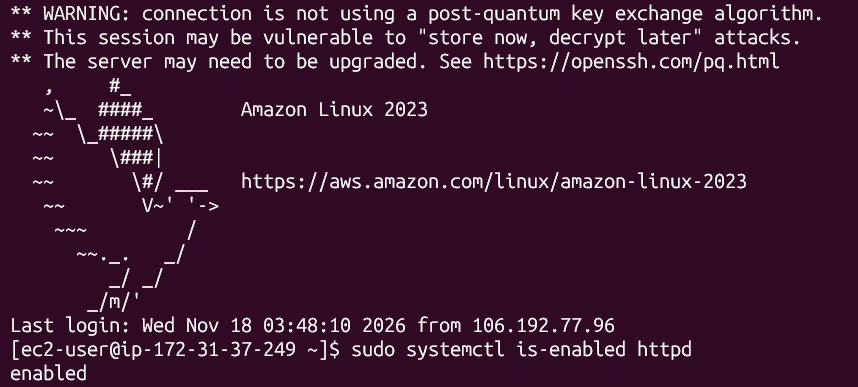 ** WARNING: connection is not using a post-quantum key exchange algorithm.
** This session may be vulnerable to "store now, decrypt later" attacks.
** The server may need to be upgraded. See https://openssh.com/pq.html
   ,     #_
   ~\_  ####_        Amazon Linux 2023
  ~~  \_#####\
  ~~     \###|
  ~~       \#/ ___   https://aws.amazon.com/linux/amazon-linux-2023
   ~~       V~' '->
    ~~~         /
      ~~._.   _/
         _/ _/
       _/m/'
Last login: Wed Nov 18 03:48:10 2026 from 106.192.77.96
[ec2-user@ip-172-31-37-249 ~]$ sudo systemctl is-enabled httpd
enabled